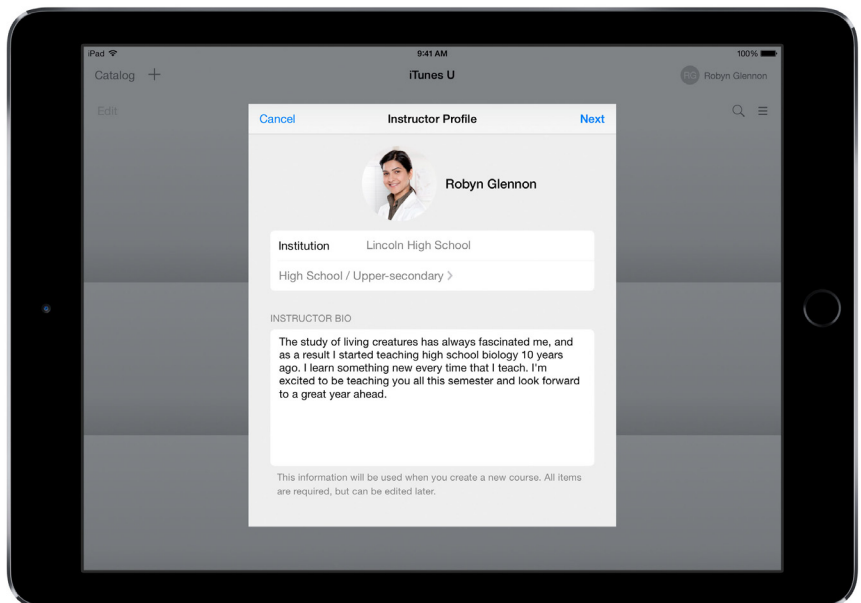 iPad 9:41 AM 100%
Catalog + iTunes U RG Robyn Glennon
Edit
Cancel Instructor Profile Next
Robyn Glennon
Institution Lincoln High School
High School / Upper-secondary >
INSTRUCTOR BIO
The study of living creatures has always fascinated me, and
as a result I started teaching high school biology 10 years
ago. I learn something new every time that I teach. I'm
excited to be teaching you all this semester and look forward
to a great year ahead.
This information will be used when you create a new course. All items
are required, but can be edited later.